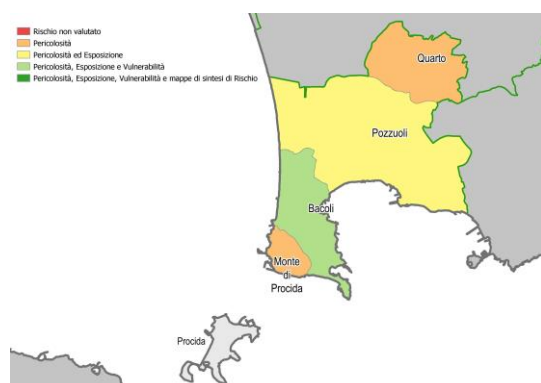 Rischio non valutato
Pericolosità
Pericolosità ed Esposizione
Pericolosità, Esposizione e Vulnerabilità
Pericolosità, Esposizione, Vulnerabilità e mappe di sintesi di Rischio
Quarto
Pozzuoli
Bacoli
Monte
di
Procida
Procida